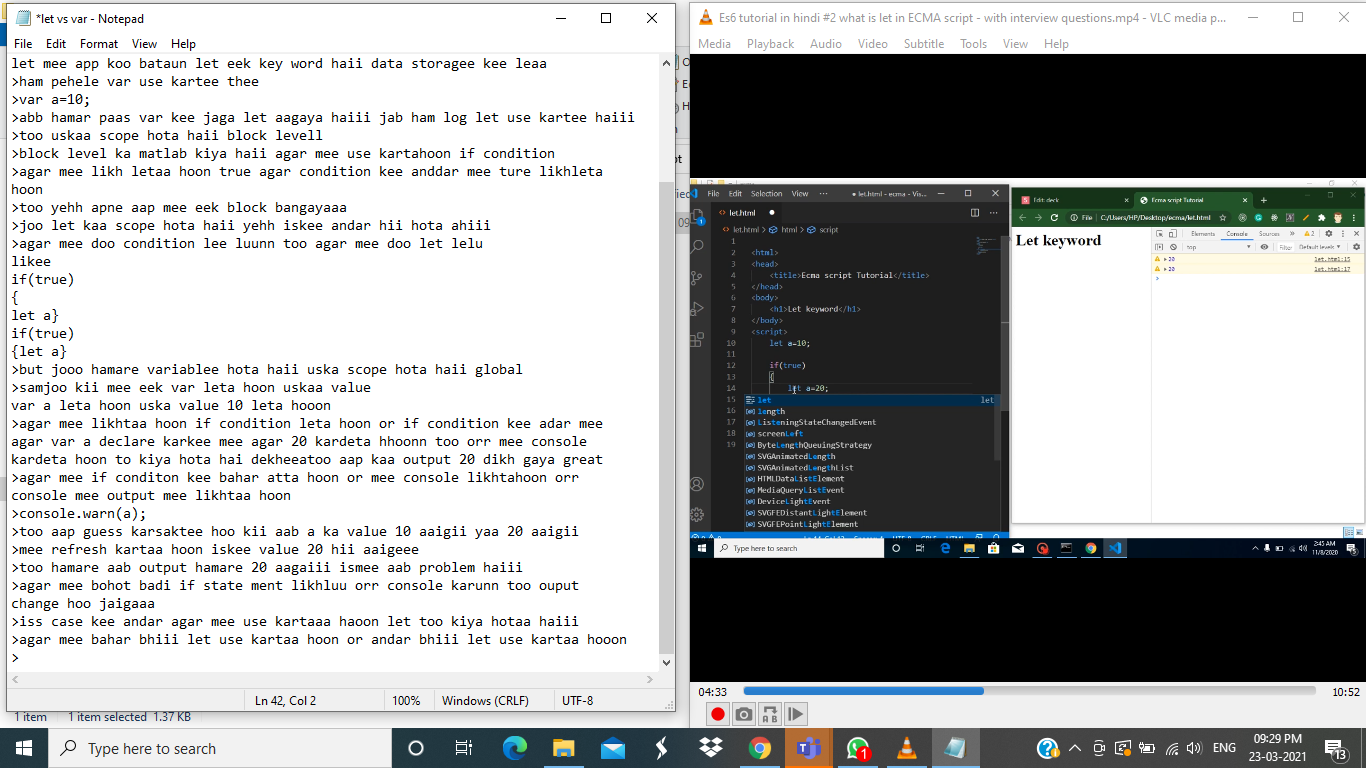 *let vs var - Notepad
File Edit Format View Help
let mee app koo bataun let eek key word haii data storagee kee leaa
>ham pehele var use kartee thee
>var a=10;
>abb hamar paas var kee jaga let aagaya haiii jab ham log let use kartee haiii
>too uskaa scope hota haii block levell
>block level ka matlab kiya haii agar mee use kartahoon if condition
>agar mee likh letaa hoon true agar condition kee anddar mee ture likhleta
hoon
>too yehh apne aap mee eek block bangayaaa
>joo let kaa scope hota haii yehh iskee andar hii hota ahiii
>agar mee doo condition lee luunn too agar mee doo let lelu
likee
if(true)
{
let a}
if(true)
{let a}
>but jooo hamare variablee hota haii uska scope hota haii global
>samjoo kii mee eek var leta hoon uskaa value
var a leta hoon uska value 10 leta hooon
>agar mee likhtaa hoon if condition leta hoon or if condition kee adar mee
agar var a declare karkee mee agar 20 kardeta hhoonn too orr mee console
kardeta hoon to kiya hota hai dekheeatoo aap kaa output 20 dikh gaya great
>agar mee if conditon kee bahar atta hoon or mee console likhtahoon orr
console mee output mee likhtaa hoon
>console.warn(a);
>too aap guess karsaktee hoo kii aab a ka value 10 aaigii yaa 20 aaigii
>mee refresh kartaa hoon iskee value 20 hii aaigeee
>too hamare aab output hamare 20 aagaiii ismee aab problem haiii
>agar mee bohot badi if state ment likhluu orr console karunn too ouput
change hoo jaigaaa
>iss case kee andar agar mee use kartaaa haoon let too kiya hotaa haiii
>agar mee bahar bhiii let use kartaa hoon or andar bhiii let use kartaa hooon
>
Ln 42, Col 2 100% Windows (CRLF) UTF-8
1 item 1 item selected 1.37 KB
Es6 tutorial in hindi #2 what is let in ECMA script - with interview questions.mp4 - VLC media p...
Media Playback Audio Video Subtitle Tools View Help
File Edit Selection View ··· ● let.html - ecma - Vis...
let.html
let.html > html > script
1
2 <html>
3 <head>
4 <title>Ecma script Tutorial</title>
5 </head>
6 <body>
7 <h1>Let keyword</h1>
8 </body>
9 <script>
10 let a=10;
11
12 if(true)
13 {
14 let a=20;
15 let let
16 length
17 ListeningStateChangedEvent
18 screenLeft
19 ByteLengthQueuingStrategy
SVGAnimatedLength
SVGAnimatedLengthList
HTMLDataListElement
MediaQueryListEvent
DeviceLightEvent
SVGFEDistantLightElement
SVGFEPointLightElement
Edit deck Ecma script Tutorial
File | C:/Users/HP/Desktop/ecma/let.html
Let keyword
Elements Console Sources » 2
top Filter Default levels
20 let.html:15
20 let.html:17
>
Type here to search
2:45 AM
11/8/2020
04:33 10:52
Type here to search
1
ENG
09:29 PM
23-03-2021
13